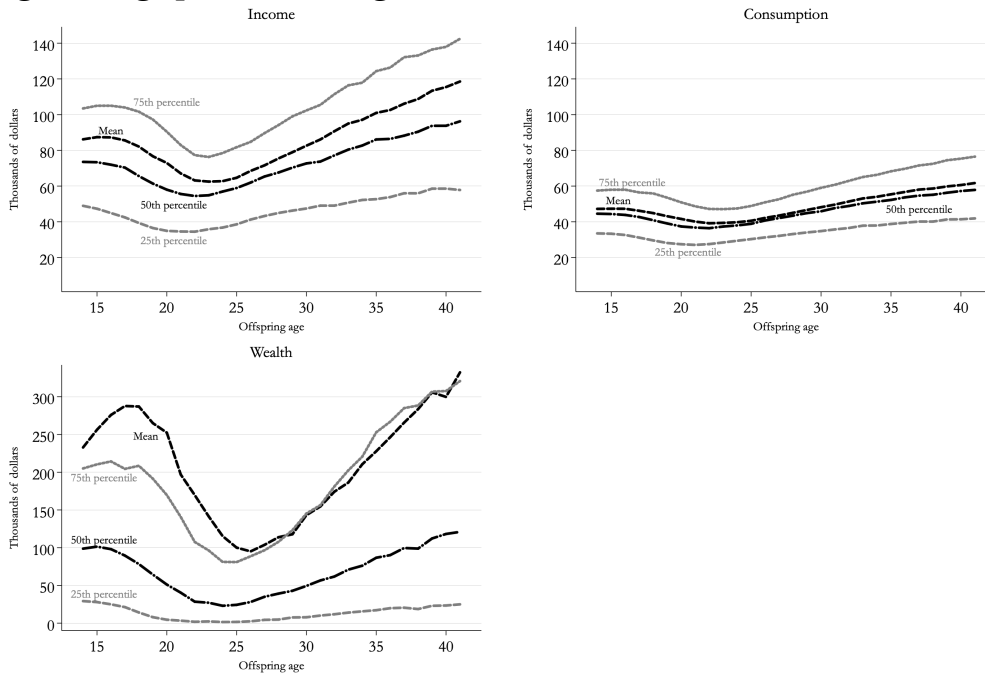 Income
Thousands of dollars
140
120
100
80
60
40
20
75th percentile
Mean
50th percentile
25th percentile
15 20 25 30 35 40
Offspring age
Consumption
Thousands of dollars
140
120
100
80
60
40
20
75th percentile
Mean
50th percentile
25th percentile
15 20 25 30 35 40
Offspring age
Wealth
Thousands of dollars
300
250
200
150
100
50
0
Mean
75th percentile
50th percentile
25th percentile
15 20 25 30 35 40
Offspring age